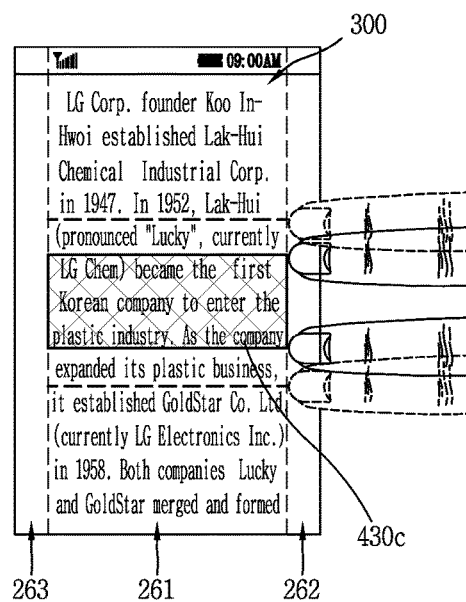 300
09:00AM
LG Corp. founder Koo In-
Hwoi established Lak-Hui
Chemical Industrial Corp.
in 1947. In 1952, Lak-Hui
(pronounced "Lucky", currently
LG Chem) became the first
Korean company to enter the
plastic industry. As the company
expanded its plastic business,
it established GoldStar Co. Ltd
(currently LG Electronics Inc.)
in 1958. Both companies Lucky
and GoldStar merged and formed
430c
263 261 262